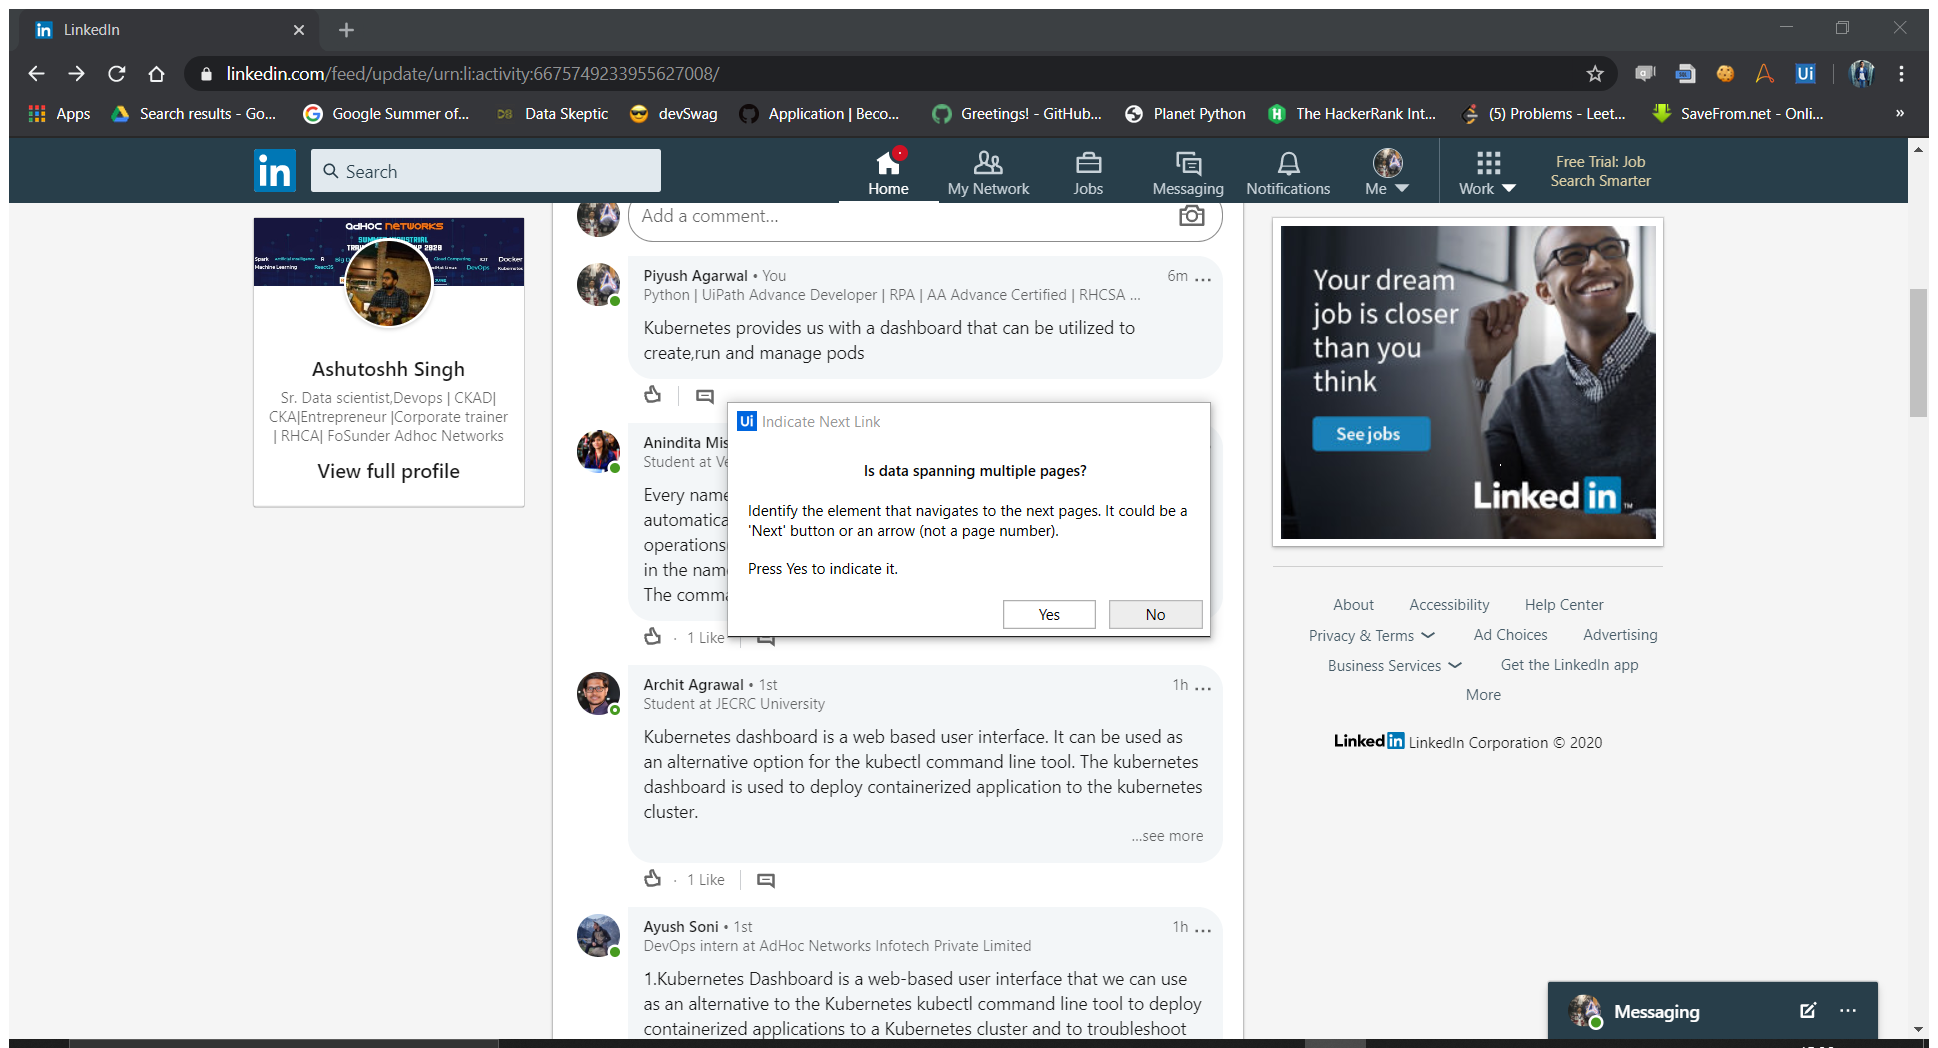 LinkedIn
linkedin.com/feed/update/urn:li:activity:6675749233955627008/
Apps
Search results - Go...
Google Summer of...
Data Skeptic
devSwag
Application | Beco...
Greetings! - GitHub...
Planet Python
The HackerRank Int...
(5) Problems - Leet...
SaveFrom.net - Onli...
»
in
Search
Home
My Network
Jobs
Messaging
Notifications
Me
Work
Free Trial: Job
Search Smarter
ADHOC NETWORKS
Ashutoshh Singh
Sr. Data scientist,Devops | CKAD|
CKA|Entrepreneur |Corporate trainer
| RHCA| FoSunder Adhoc Networks
View full profile
Add a comment...
Piyush Agarwal • You
6m ...
Python | UiPath Advance Developer | RPA | AA Advance Certified | RHCSA ...
Kubernetes provides us with a dashboard that can be utilized to
create,run and manage pods
Anindita Mis
Student at Ve
Every name
automatica
operations
in the nam
The comma
· 1 Like
Ui Indicate Next Link
Is data spanning multiple pages?
Identify the element that navigates to the next pages. It could be a
'Next' button or an arrow (not a page number).
Press Yes to indicate it.
Yes
No
Archit Agrawal • 1st
1h ...
Student at JECRC University
Kubernetes dashboard is a web based user interface. It can be used as
an alternative option for the kubectl command line tool. The kubernetes
dashboard is used to deploy containerized application to the kubernetes
cluster.
...see more
· 1 Like
Ayush Soni • 1st
1h ...
DevOps intern at AdHoc Networks Infotech Private Limited
1.Kubernetes Dashboard is a web-based user interface that we can use
as an alternative to the Kubernetes kubectl command line tool to deploy
containerized applications to a Kubernetes cluster and to troubleshoot
Your dream
job is closer
than you
think
See jobs
Linked in ™
About
Accessibility
Help Center
Privacy & Terms
Ad Choices
Advertising
Business Services
Get the LinkedIn app
More
Linked in LinkedIn Corporation © 2020
Messaging
...